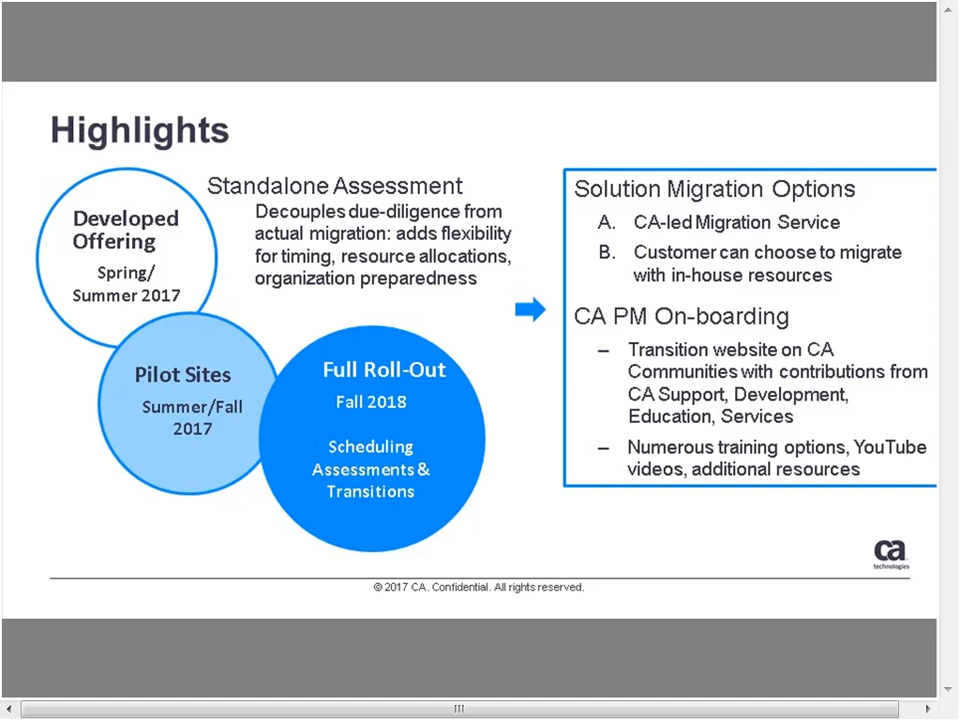 Highlights
Developed
Offering
Spring/
Summer 2017
Pilot Sites
Summer/Fall
2017
Full Roll-Out
Fall 2018
Scheduling
Assessments &
Transitions
Standalone Assessment
Decouples due-diligence from
actual migration: adds flexibility
for timing, resource allocations,
organization preparedness
Solution Migration Options
A. CA-led Migration Service
B. Customer can choose to migrate
with in-house resources
CA PM On-boarding
– Transition website on CA
Communities with contributions from
CA Support, Development,
Education, Services
– Numerous training options, YouTube
videos, additional resources
ca
technologies
© 2017 CA. Confidential. All rights reserved.